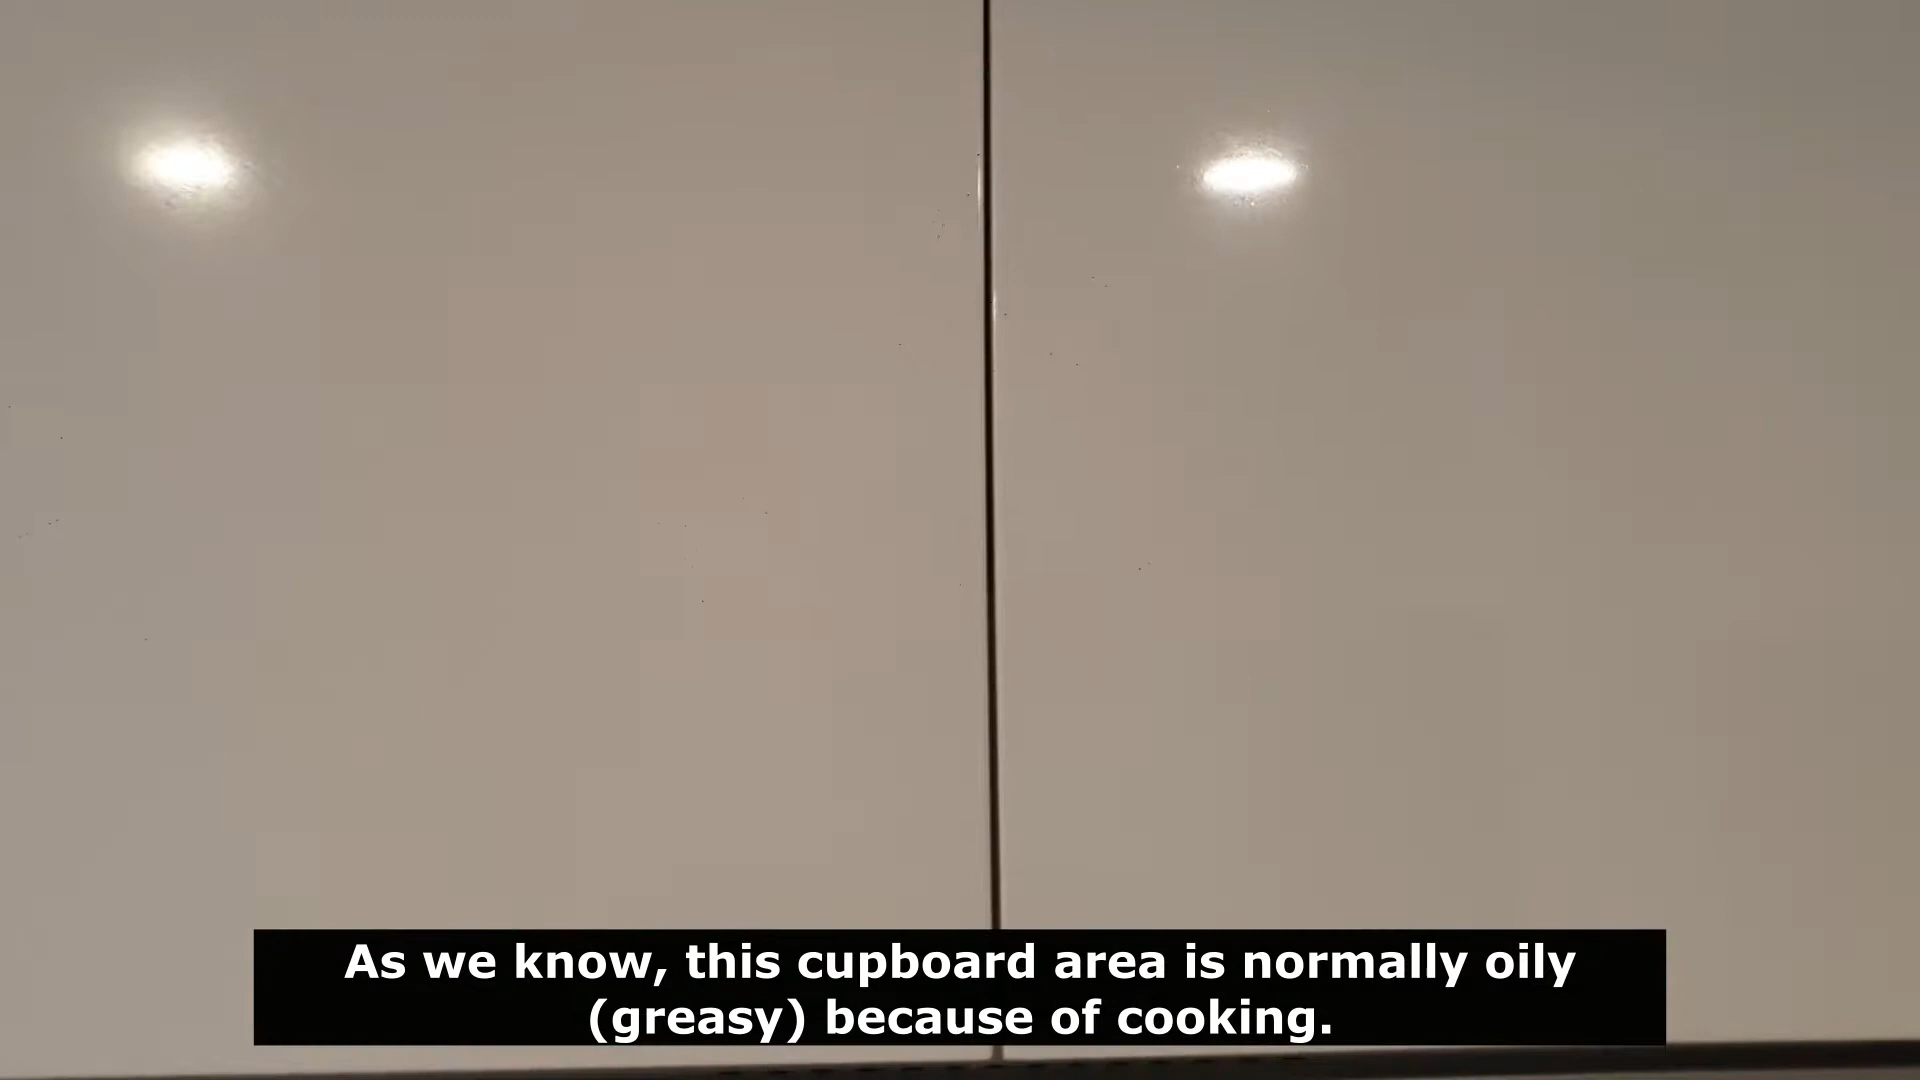 As we know, this cupboard area is normally oily
(greasy) because of cooking.